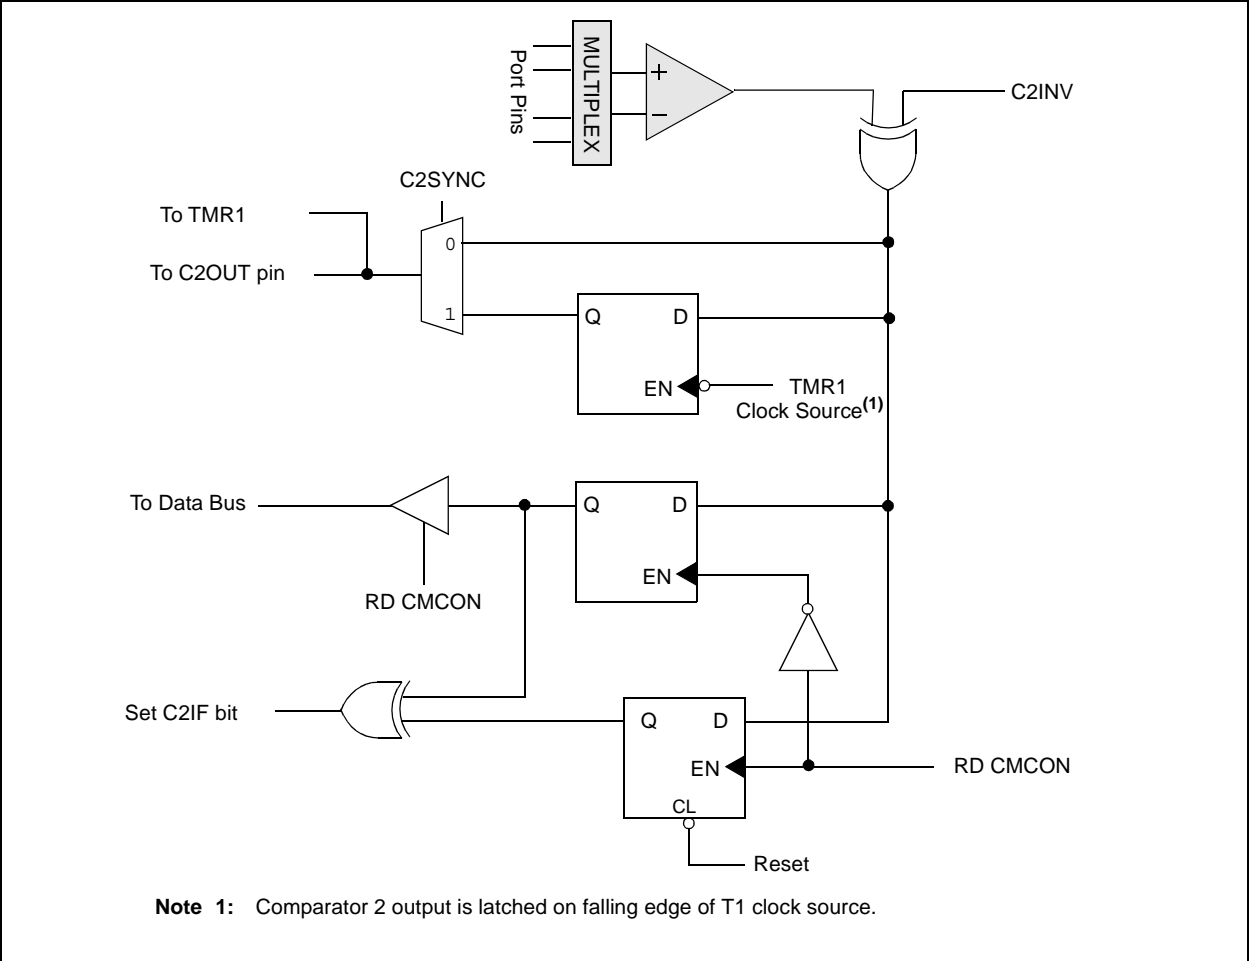 Port Pins
MULTIPLEX
+
−
C2INV
C2SYNC
To TMR1
0
To C2OUT pin
1
Q D
EN
TMR1
Clock Source(1)
To Data Bus
Q D
EN
RD CMCON
Set C2IF bit
Q D
EN
RD CMCON
CL
Reset
Note 1: Comparator 2 output is latched on falling edge of T1 clock source.